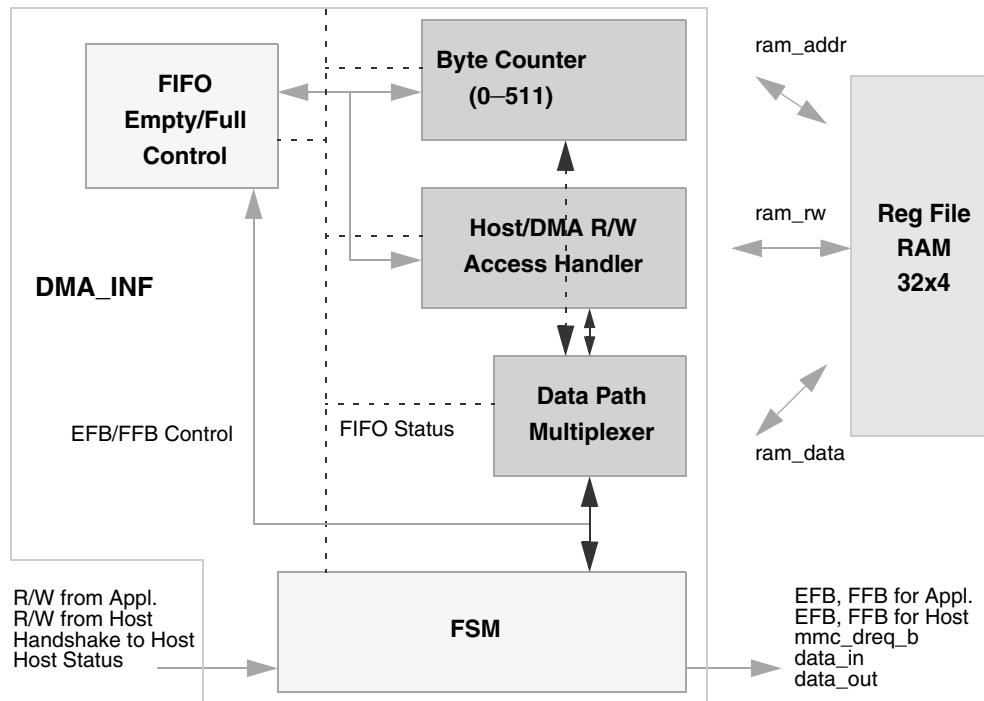 Byte Counter
(0–511)
ram_addr
FIFO
Empty/Full
Control
Host/DMA R/W
Access Handler
ram_rw
Reg File
RAM
32x4
DMA_INF
Data Path
Multiplexer
EFB/FFB Control
FIFO Status
ram_data
R/W from Appl.
R/W from Host
Handshake to Host
Host Status
FSM
EFB, FFB for Appl.
EFB, FFB for Host
mmc_dreq_b
data_in
data_out